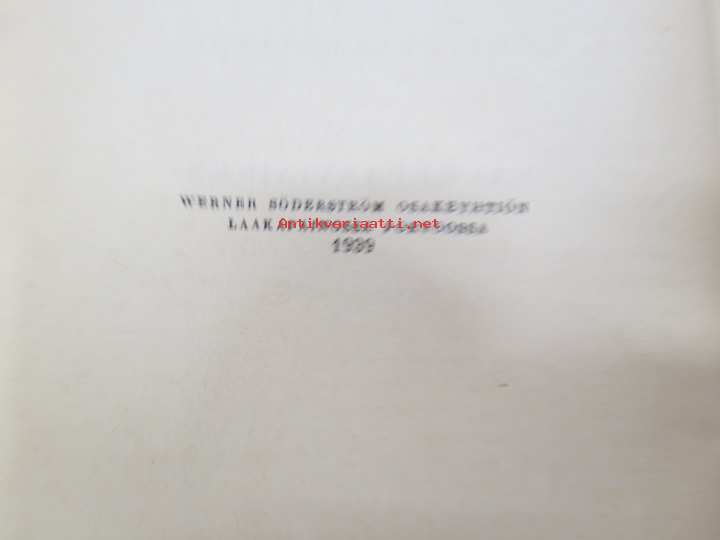 WERNER SÖDERSTRÖM OSAKEYHTIÖN
Antikvariaatti.net
1939